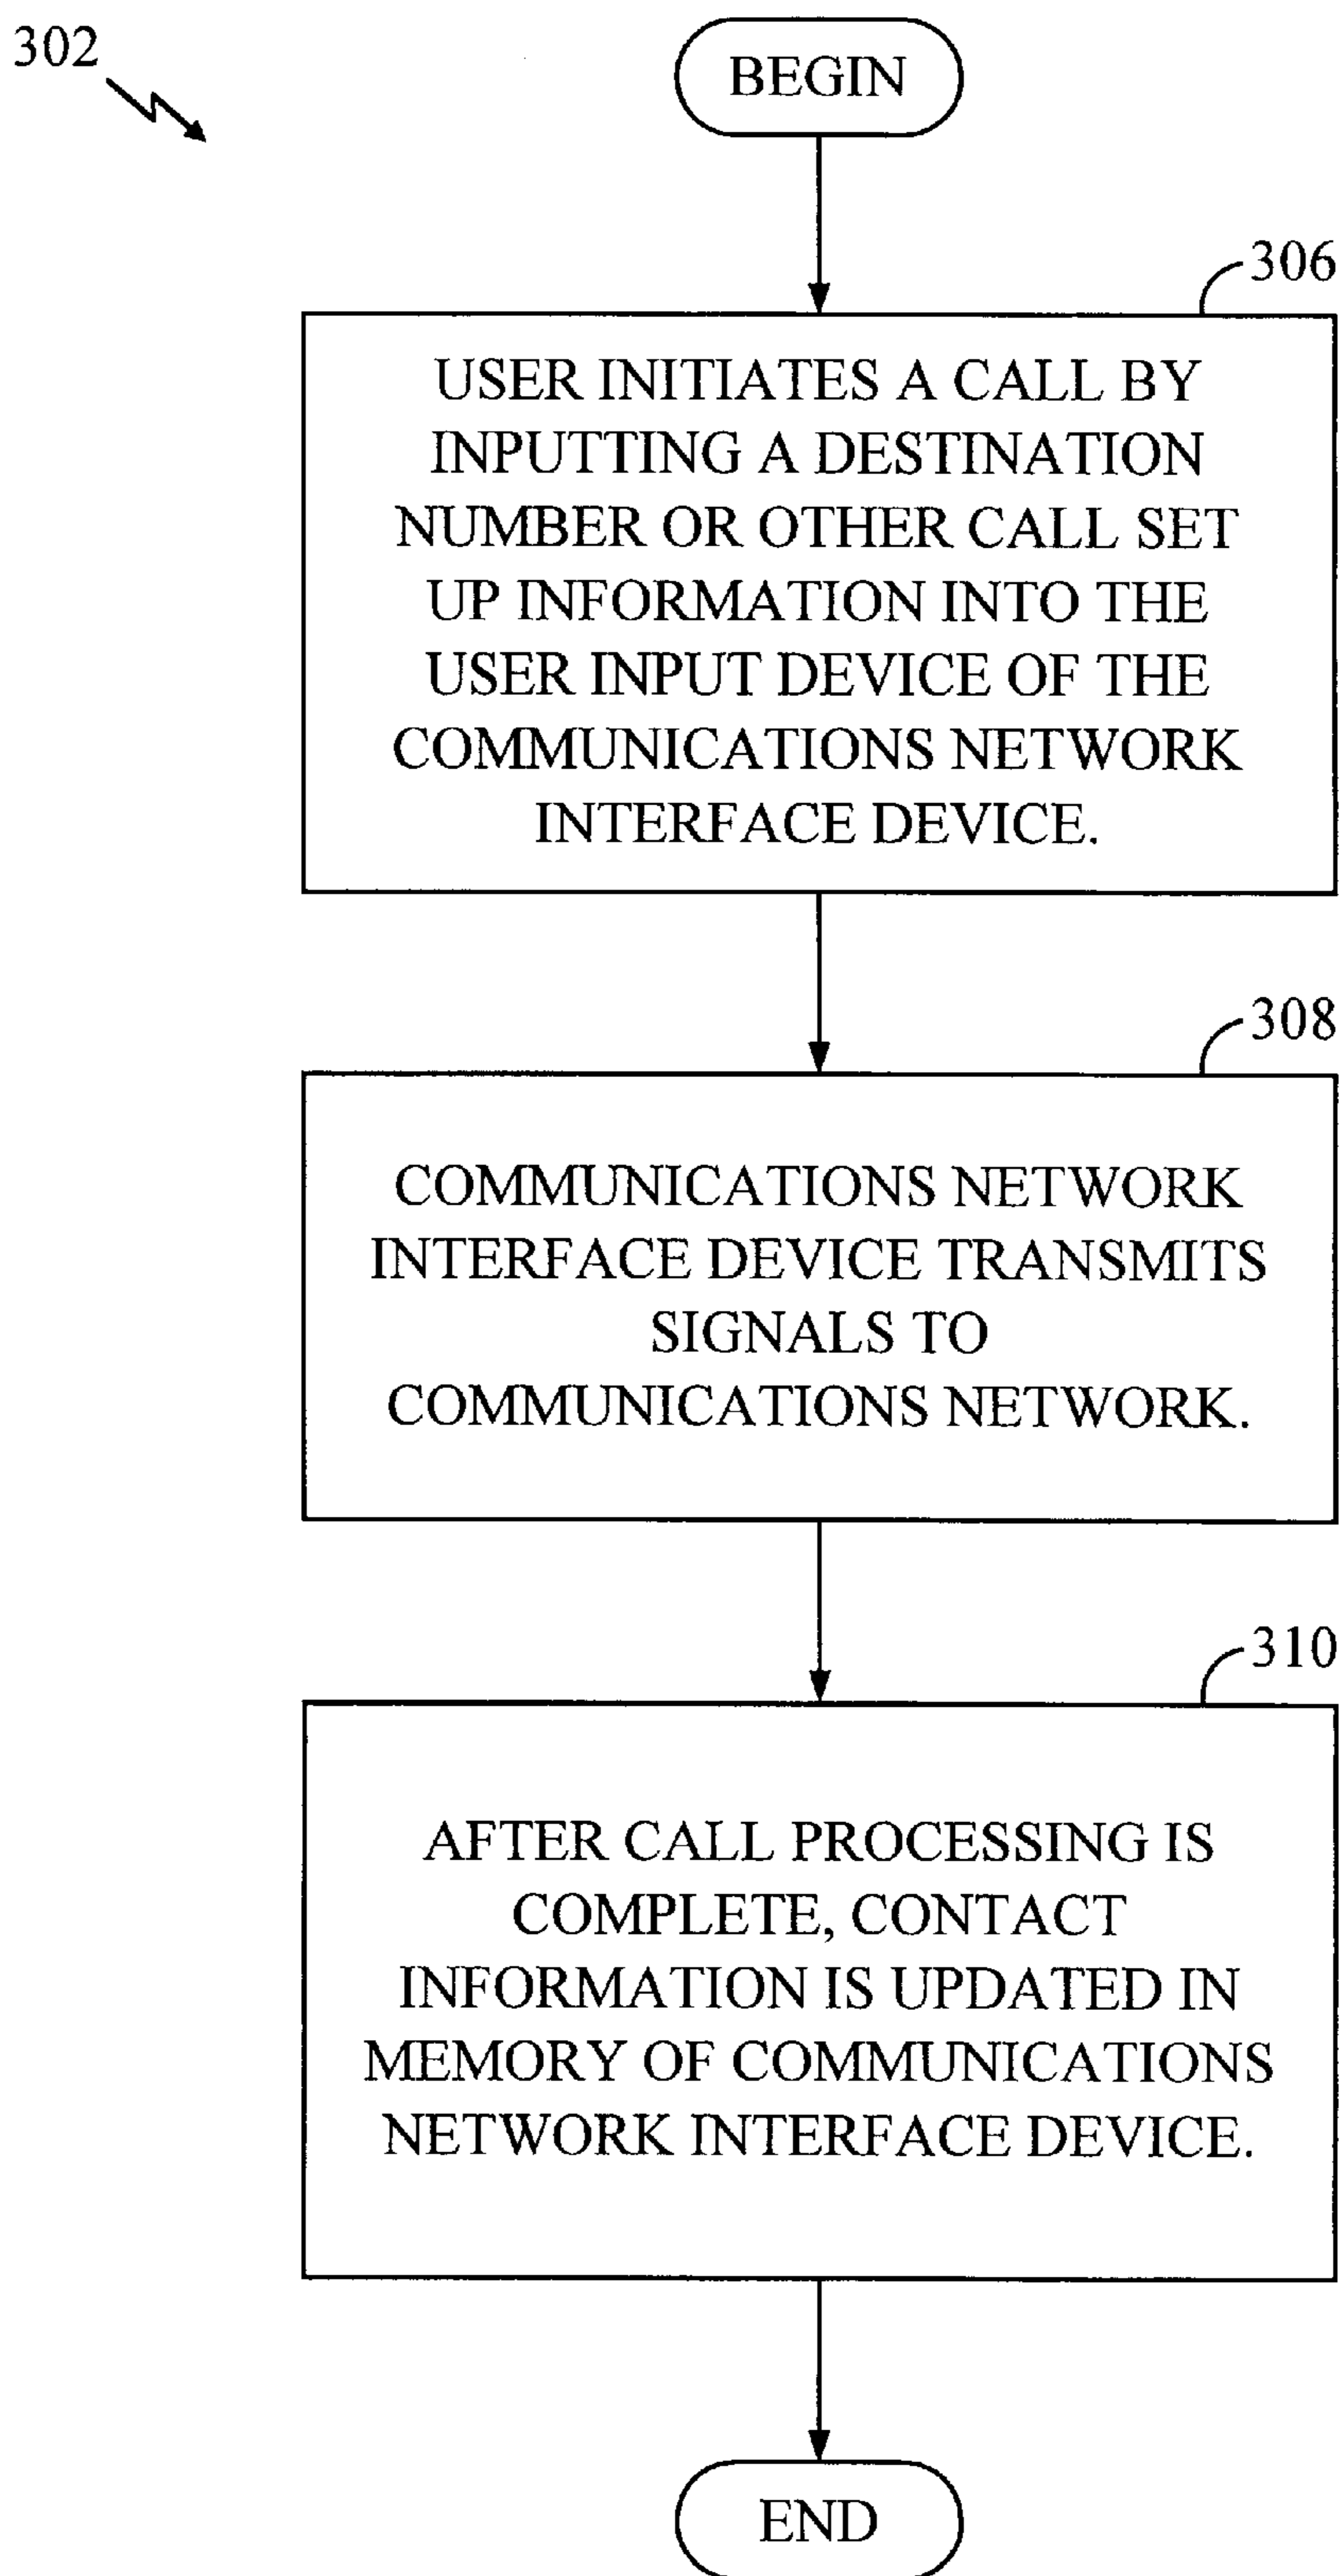 302
BEGIN
306
USER INITIATES A CALL BY
INPUTTING A DESTINATION
NUMBER OR OTHER CALL SET
UP INFORMATION INTO THE
USER INPUT DEVICE OF THE
COMMUNICATIONS NETWORK
INTERFACE DEVICE.
308
COMMUNICATIONS NETWORK
INTERFACE DEVICE TRANSMITS
SIGNALS TO
COMMUNICATIONS NETWORK.
310
AFTER CALL PROCESSING IS
COMPLETE, CONTACT
INFORMATION IS UPDATED IN
MEMORY OF COMMUNICATIONS
NETWORK INTERFACE DEVICE.
END